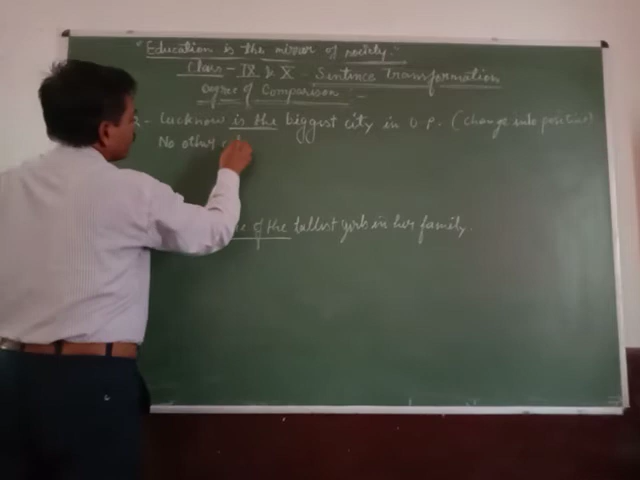 "Education is the mirror of society."
Class - IX & X - Sentence Transformation
Degree of Comparison -
Lucknow is the biggest city in U.P. (Change into positive)
No other
of the tallest girls in her family.